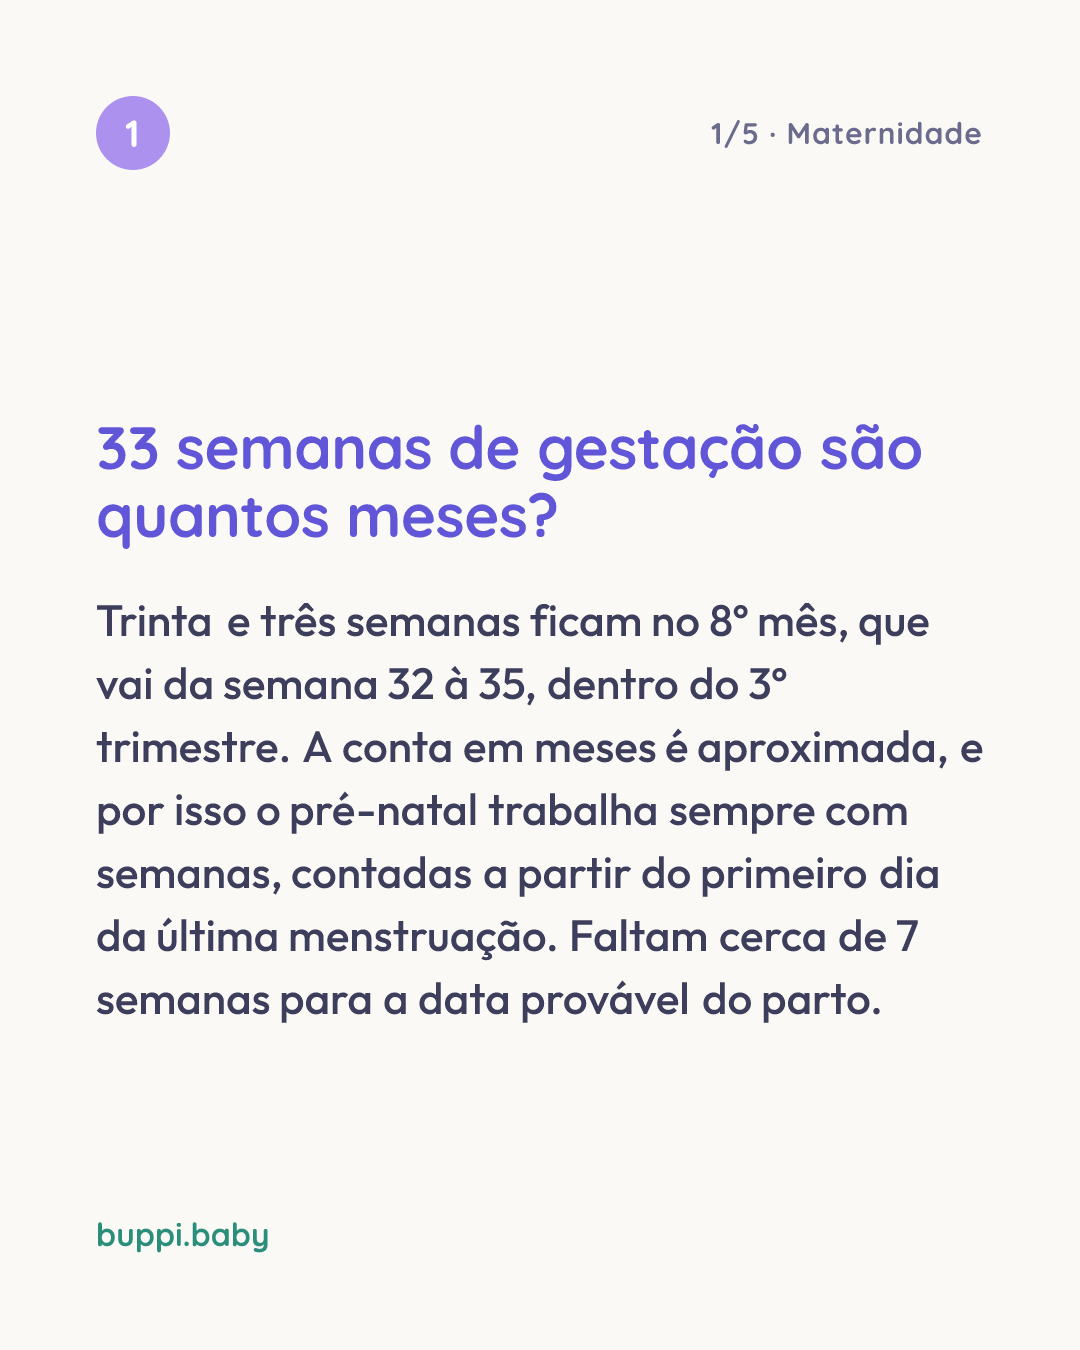 1
1/5 · Maternidade
33 semanas de gestação são
quantos meses?
Trinta e três semanas ficam no 8º mês, que
vai da semana 32 à 35, dentro do 3º
trimestre. A conta em meses é aproximada, e
por isso o pré-natal trabalha sempre com
semanas, contadas a partir do primeiro dia
da última menstruação. Faltam cerca de 7
semanas para a data provável do parto.
buppi.baby